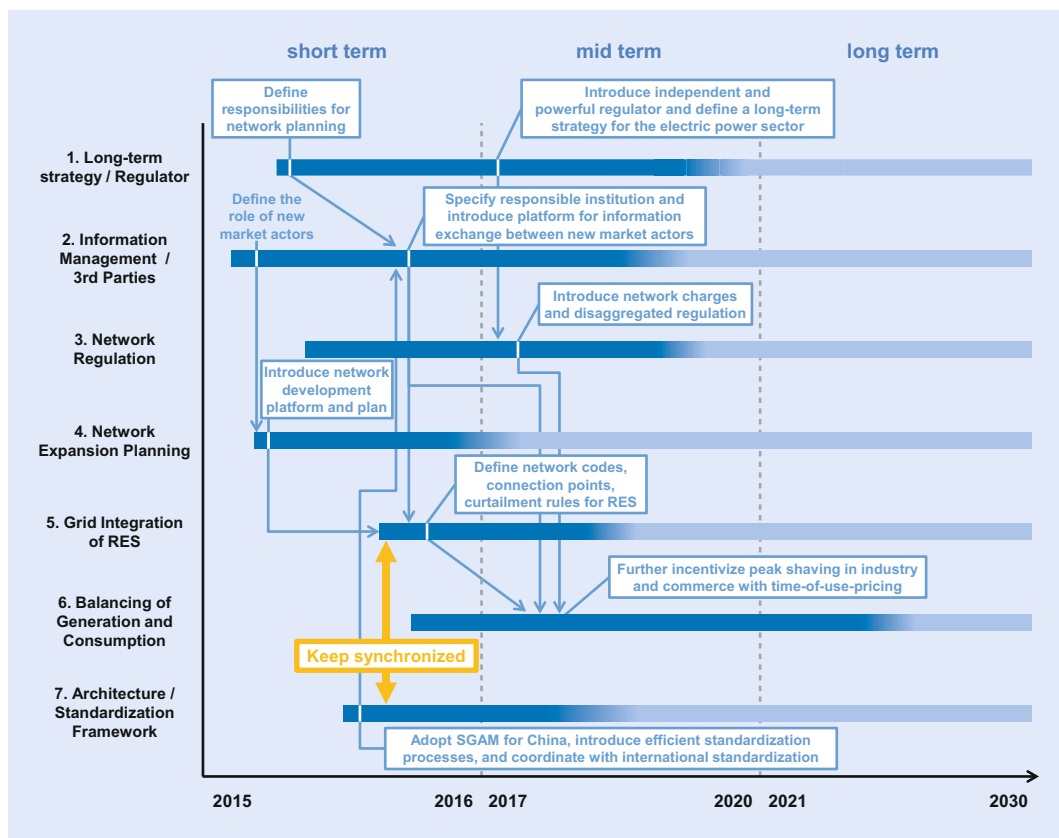 short term
mid term
long term
Define
responsibilities for
network planning
Introduce independent and
powerful regulator and define a long-term
strategy for the electric power sector
1. Long-term
strategy / Regulator
Define the
role of new
market actors
Specify responsible institution and
introduce platform for information
exchange between new market actors
2. Information
Management /
3rd Parties
Introduce network charges
and disaggregated regulation
3. Network
Regulation
Introduce network
development
platform and plan
4. Network
Expansion Planning
Define network codes,
connection points,
curtailment rules for RES
5. Grid Integration
of RES
Further incentivize peak shaving in industry
and commerce with time-of-use-pricing
6. Balancing of
Generation and
Consumption
Keep synchronized
7. Architecture /
Standardization
Framework
Adopt SGAM for China, introduce efficient standardization
processes, and coordinate with international standardization
2015 2016 2017 2020 2021 2030